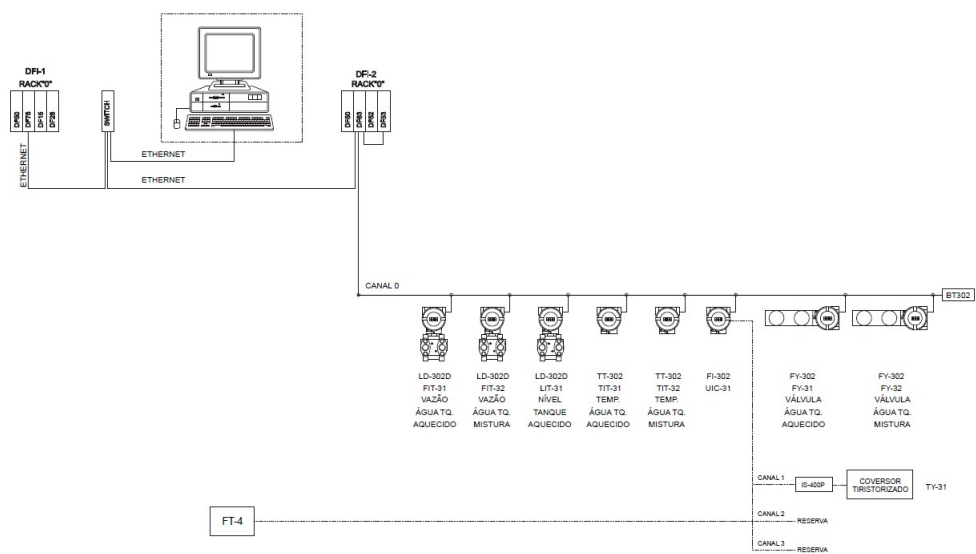 DFI-1
RACK"0"
DF50
DF75
DF15
DF28
SWITCH
DFI-2
RACK"0"
DF50
DF63
DF52
DF53
ETHERNET
ETHERNET
ETHERNET
CANAL 0
BT302
LD-302D
FIT-31
VAZÃO
ÁGUA TQ.
AQUECIDO
LD-302D
FIT-32
VAZÃO
ÁGUA TQ.
MISTURA
LD-302D
LIT-31
NÍVEL
TANQUE
AQUECIDO
TT-302
TIT-31
TEMP.
ÁGUA TQ.
AQUECIDO
TT-302
TIT-32
TEMP.
ÁGUA TQ.
MISTURA
FI-302
UIC-31
FY-302
FY-31
VÁLVULA
ÁGUA TQ.
AQUECIDO
FY-302
FY-32
VÁLVULA
ÁGUA TQ.
MISTURA
CANAL 1
IS-400P
COVERSOR
TIRISTORIZADO
TY-31
FT-4
CANAL 2
RESERVA
CANAL 3
RESERVA